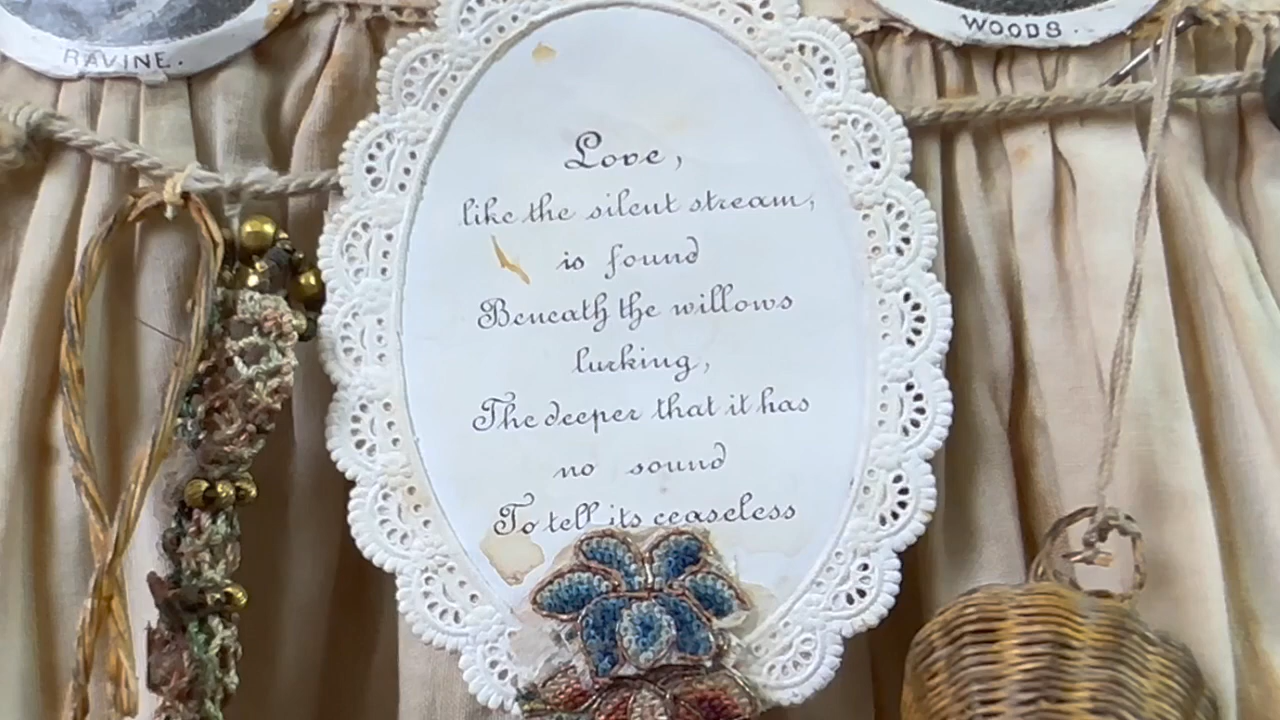 RAVINE.
WOODS.
Love,
like the silent stream,
is found
Beneath the willows
lurking,
The deeper that it has
no sound
To tell its ceaseless